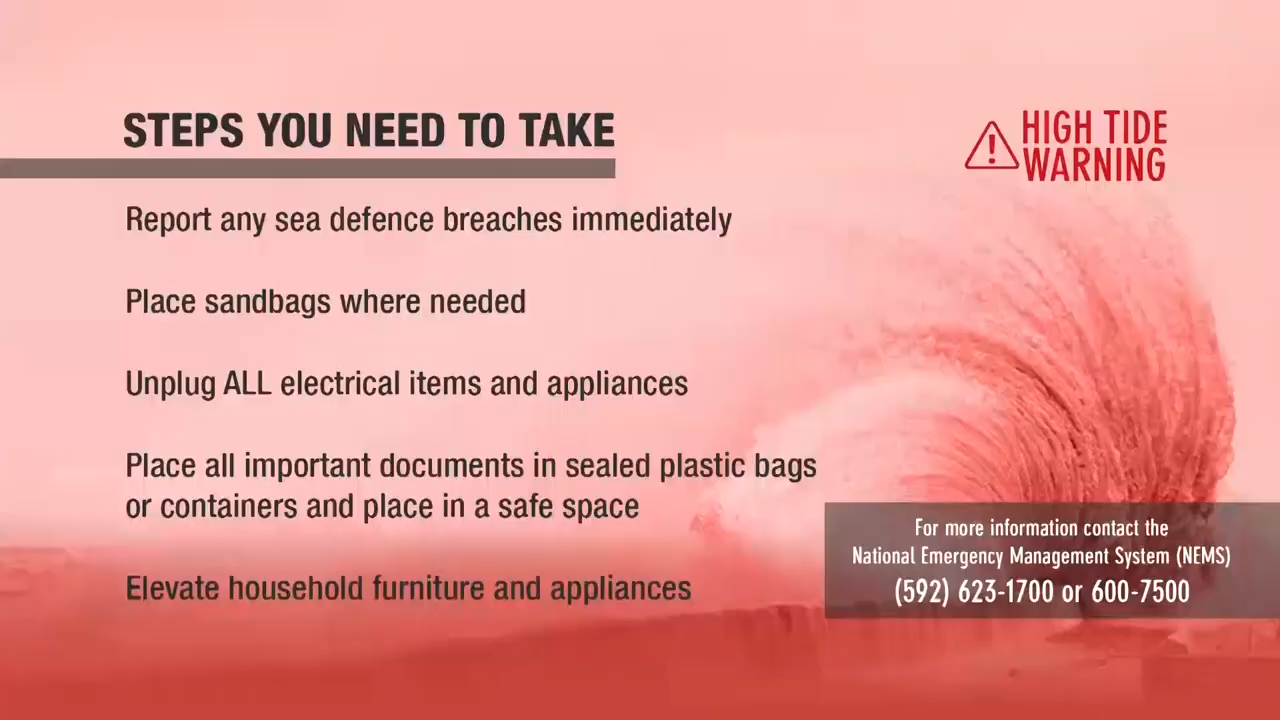 STEPS YOU NEED TO TAKE
HIGH TIDE
WARNING
Report any sea defence breaches immediately
Place sandbags where needed
Unplug ALL electrical items and appliances
Place all important documents in sealed plastic bags
or containers and place in a safe space
Elevate household furniture and appliances
For more information contact the
National Emergency Management System (NEMS)
(592) 623-1700 or 600-7500